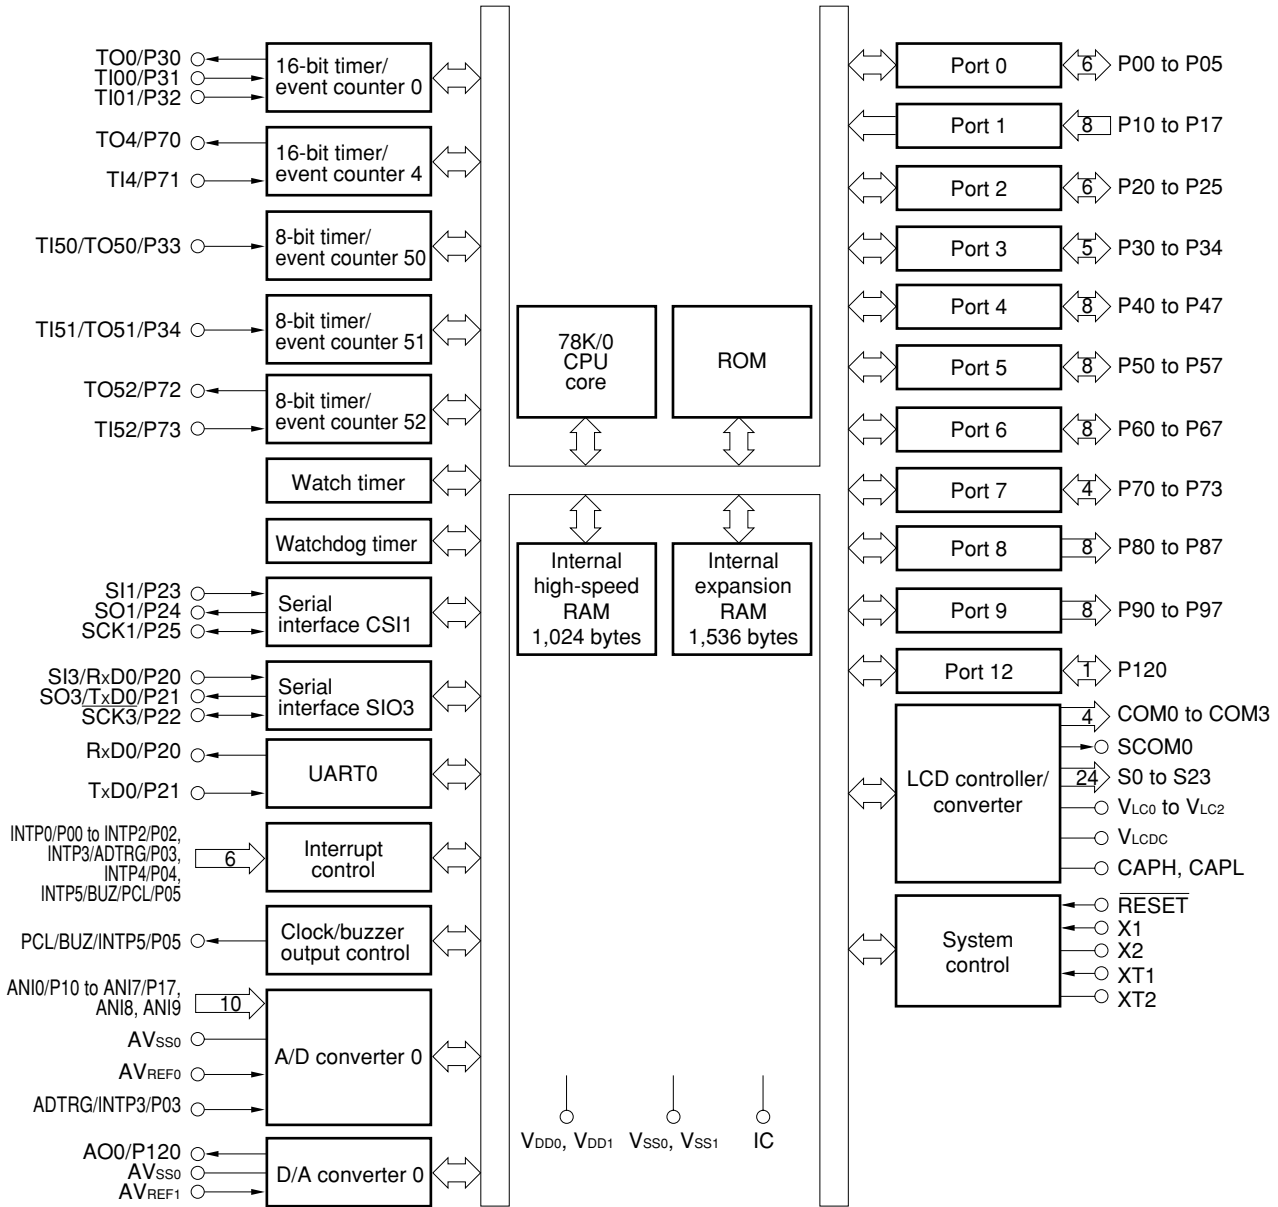 TO0/P30
TI00/P31
TI01/P32
16-bit timer/
event counter 0
TO4/P70
TI4/P71
16-bit timer/
event counter 4
TI50/TO50/P33
8-bit timer/
event counter 50
TI51/TO51/P34
8-bit timer/
event counter 51
TO52/P72
TI52/P73
8-bit timer/
event counter 52
Watch timer
Watchdog timer
SI1/P23
SO1/P24
SCK1/P25
Serial
interface CSI1
SI3/RxD0/P20
SO3/TxD0/P21
SCK3/P22
Serial
interface SIO3
RxD0/P20
TxD0/P21
UART0
INTP0/P00 to INTP2/P02,
INTP3/ADTRG/P03,
INTP4/P04,
INTP5/BUZ/PCL/P05
6
Interrupt
control
PCL/BUZ/INTP5/P05
Clock/buzzer
output control
ANI0/P10 to ANI7/P17,
ANI8, ANI9
10
AVSS0
AVREF0
ADTRG/INTP3/P03
A/D converter 0
AO0/P120
AVSS0
AVREF1
D/A converter 0
78K/0
CPU
core
ROM
Internal
high-speed
RAM
1,024 bytes
Internal
expansion
RAM
1,536 bytes
VDD0, VDD1
VSS0, VSS1
IC
Port 0
6
P00 to P05
Port 1
8
P10 to P17
Port 2
6
P20 to P25
Port 3
5
P30 to P34
Port 4
8
P40 to P47
Port 5
8
P50 to P57
Port 6
8
P60 to P67
Port 7
4
P70 to P73
Port 8
8
P80 to P87
Port 9
8
P90 to P97
Port 12
1
P120
LCD controller/
converter
4
COM0 to COM3
SCOM0
24
S0 to S23
VLC0 to VLC2
VLCDC
CAPH, CAPL
System
control
RESET
X1
X2
XT1
XT2